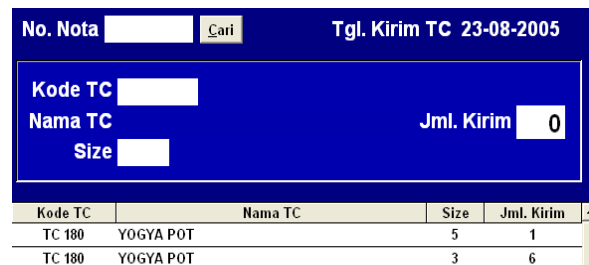 No. Nota Cari Tgl. Kirim TC 23-08-2005
Kode TC
Nama TC Jml. Kirim 0
Size
Kode TC Nama TC Size Jml. Kirim
TC 180 YOGYA POT 5 1
TC 180 YOGYA POT 3 6